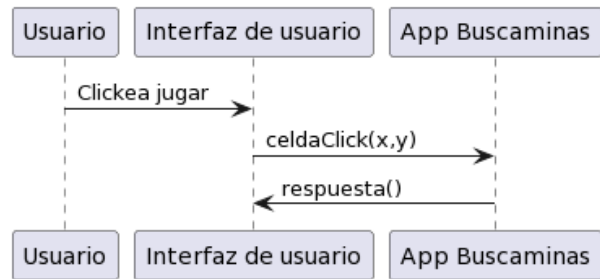 Usuario
Interfaz de usuario
App Buscaminas
Clickea jugar
celdaClick(x,y)
respuesta()
Usuario
Interfaz de usuario
App Buscaminas